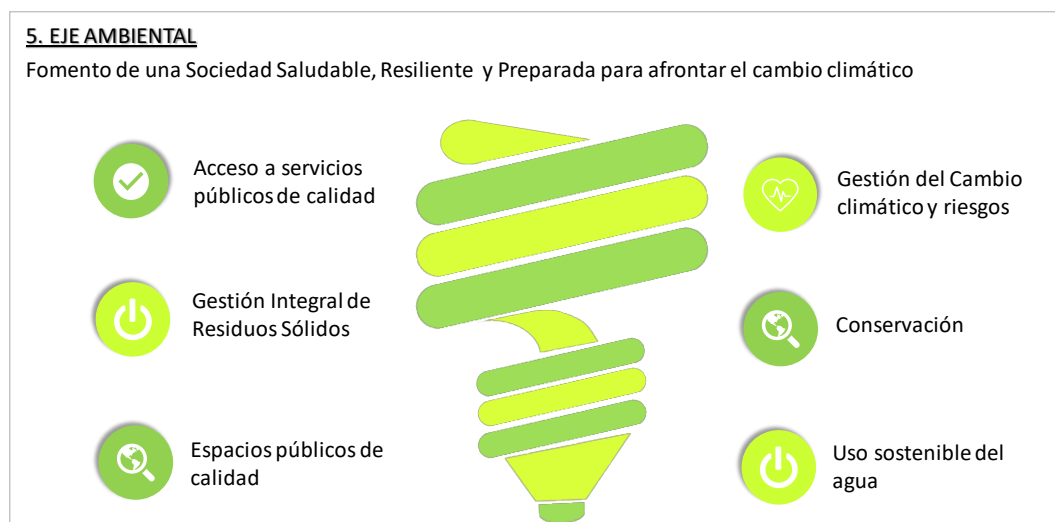 5. EJE AMBIENTAL
Fomento de una Sociedad Saludable, Resiliente y Preparada para afrontar el cambio climático
Acceso a servicios
públicos de calidad
Gestión Integral de
Residuos Sólidos
Espacios públicos de
calidad
Gestión del Cambio
climático y riesgos
Conservación
Uso sostenible del
agua